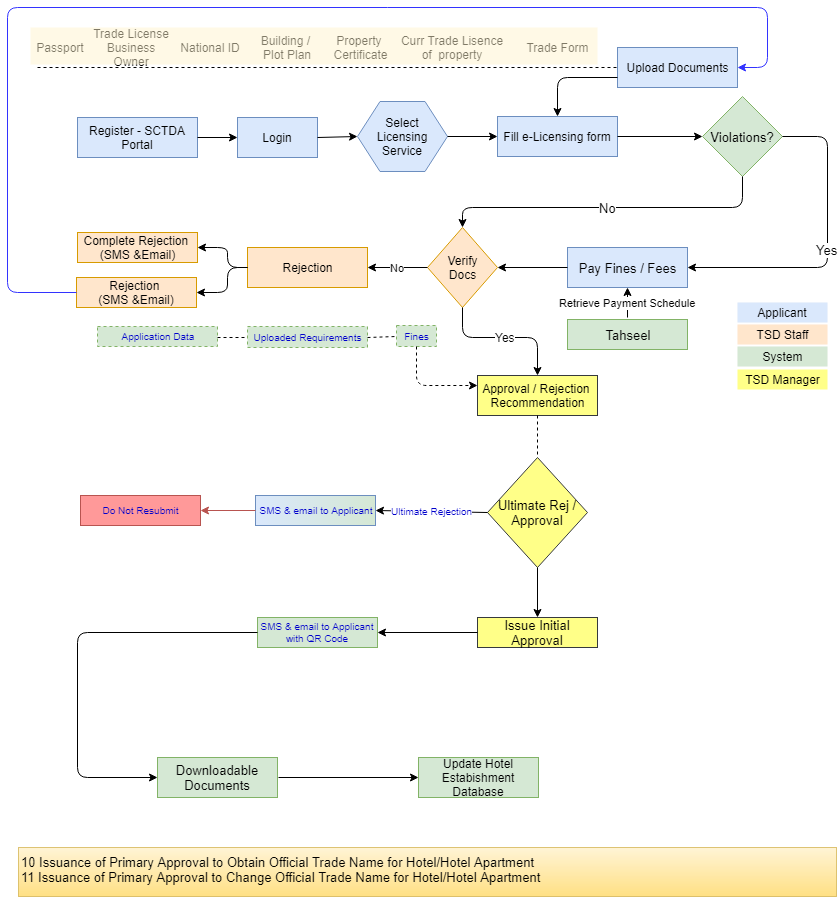 Passport
Trade License
Business
Owner
National ID
Building /
Plot Plan
Property
Certificate
Curr Trade Lisence
of property
Trade Form
Upload Documents
Register - SCTDA
Portal
Login
Select
Licensing
Service
Fill e-Licensing form
Violations?
No
Yes
Complete Rejection
(SMS &Email)
Rejection
(SMS &Email)
Rejection
No
Verify
Docs
Pay Fines / Fees
Retrieve Payment Schedule
Tahseel
Applicant
TSD Staff
System
TSD Manager
Application Data
Uploaded Requirements
Fines
Yes
Approval / Rejection
Recommendation
Do Not Resubmit
SMS & email to Applicant
Ultimate Rejection
Ultimate Rej /
Approval
SMS & email to Applicant
with QR Code
Issue Initial
Approval
Downloadable
Documents
Update Hotel
Estabishment
Database
10 Issuance of Primary Approval to Obtain Official Trade Name for Hotel/Hotel Apartment
11 Issuance of Primary Approval to Change Official Trade Name for Hotel/Hotel Apartment